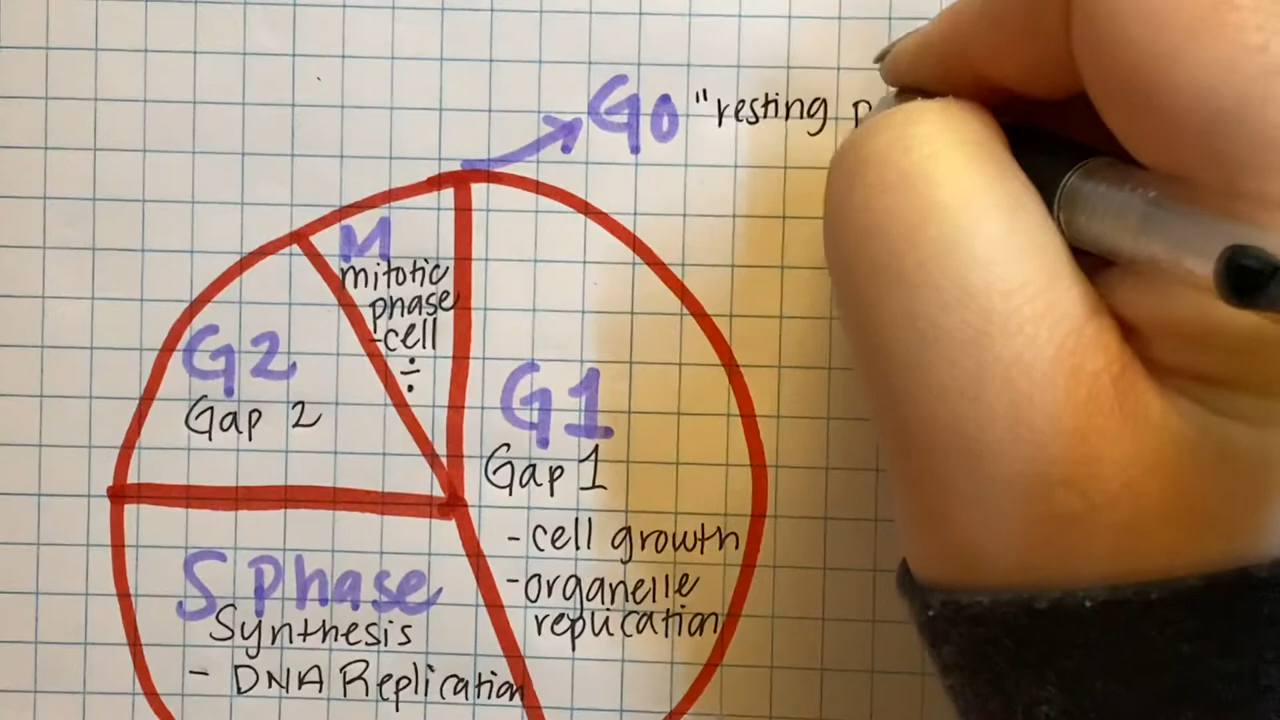 G0 "resting p
M
mitotic
phase
-cell
÷
G2
Gap 2
G1
Gap 1
- cell growth
- organelle
replication
S Phase
Synthesis
- DNA Replication